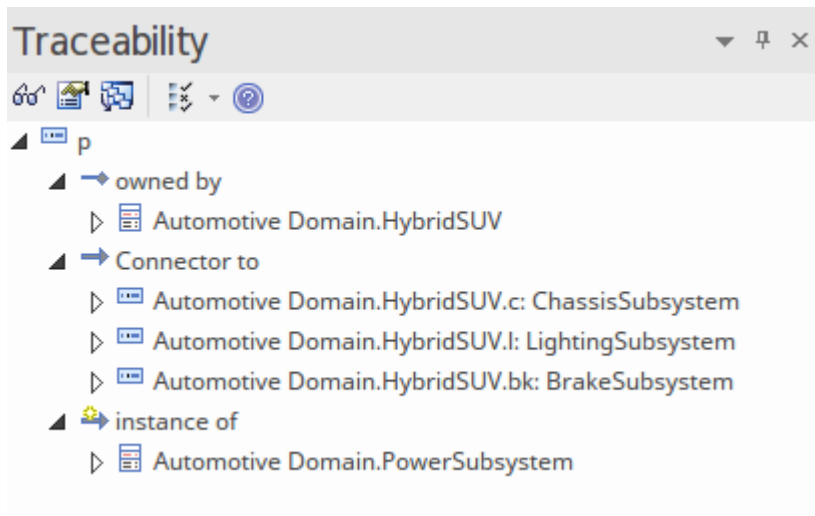 Traceability
p
owned by
Automotive Domain.HybridSUV
Connector to
Automotive Domain.HybridSUV.c: ChassisSubsystem
Automotive Domain.HybridSUV.l: LightingSubsystem
Automotive Domain.HybridSUV.bk: BrakeSubsystem
instance of
Automotive Domain.PowerSubsystem